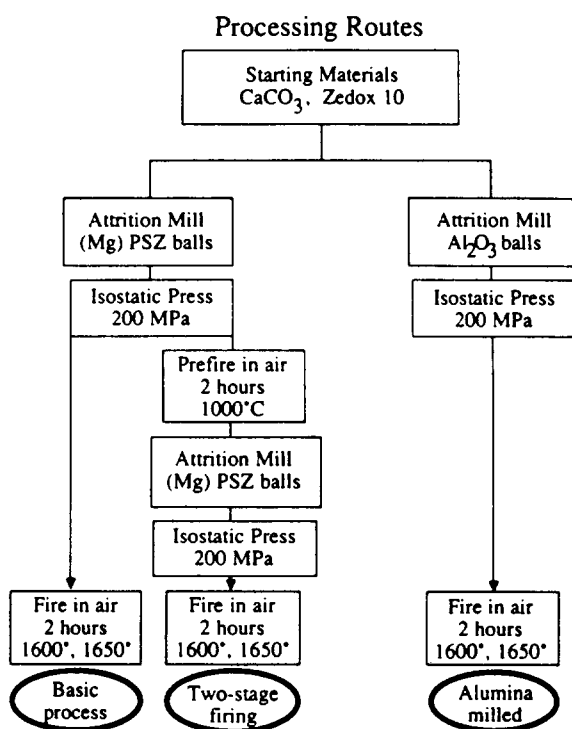 Processing Routes
Starting Materials
CaCO3, Zedox 10
Attrition Mill
(Mg) PSZ balls
Attrition Mill
Al2O3 balls
Isostatic Press
200 MPa
Isostatic Press
200 MPa
Prefire in air
2 hours
1000°C
Attrition Mill
(Mg) PSZ balls
Isostatic Press
200 MPa
Fire in air
2 hours
1600°, 1650°
Fire in air
2 hours
1600°, 1650°
Fire in air
2 hours
1600°, 1650°
Basic
process
Two-stage
firing
Alumina
milled